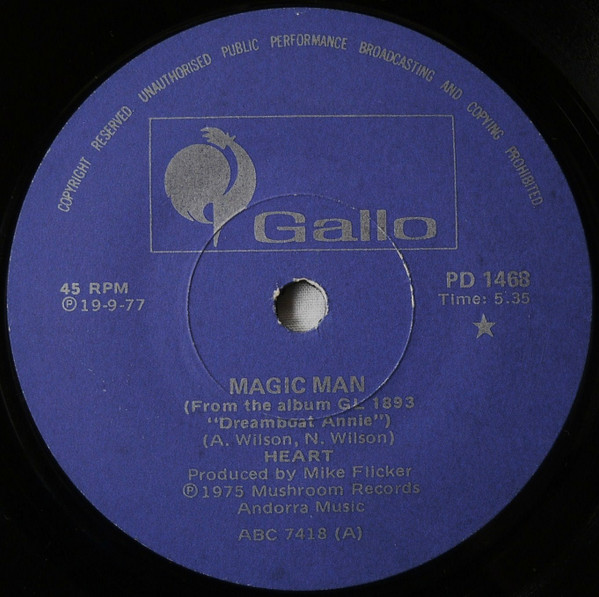 COPYRIGHT RESERVED. UNAUTHORISED PUBLIC PERFORMANCE BROADCASTING AND COPYING PROHIBITED.
Gallo
45 RPM
Ⓟ19-9-77
PD 1468
Time: 5.35
MAGIC MAN
(From the album GL 1893
"Dreamboat Annie")
(A. Wilson, N. Wilson)
HEART
Produced by Mike Flicker
Ⓟ1975 Mushroom Records
Andorra Music
ABC 7418 (A)